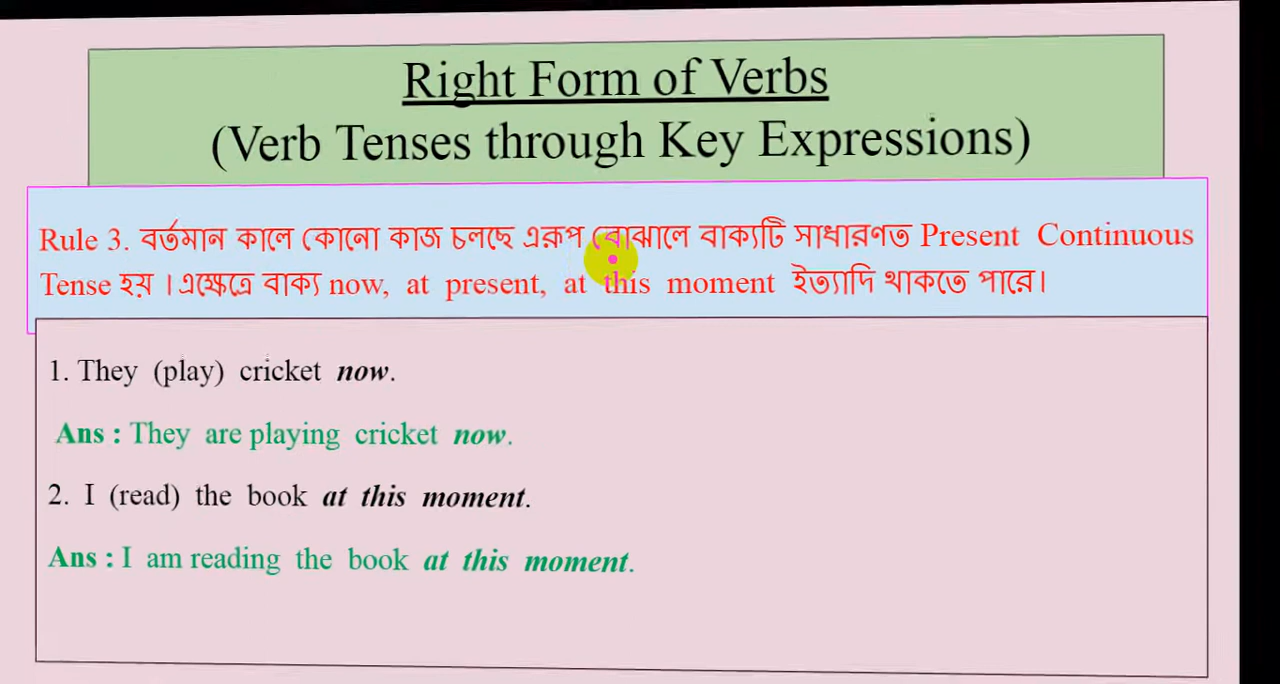 Right Form of Verbs
(Verb Tenses through Key Expressions)
Rule 3. বর্তমান কালে কোনো কাজ চলছে এরূপ বোঝালে বাক্যটি সাধারণত Present Continuous
Tense হয় । এক্ষেত্রে বাক্য now, at present, at this moment ইত্যাদি থাকতে পারে।
1. They (play) cricket now.
Ans : They are playing cricket now.
2. I (read) the book at this moment.
Ans : I am reading the book at this moment.